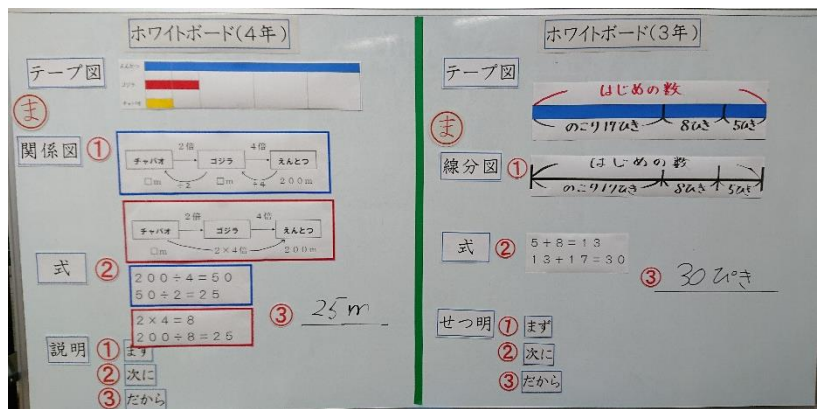 ホワイトボード(4年)
テープ図
えんとつ
ゴジラ
チャパオ
ま
関係図 ①
2倍 4倍
チャパオ ゴジラ えんとつ
□m ÷2 □m ÷4 200m
2倍 4倍
チャパオ ゴジラ えんとつ
□m 2×4倍 200m
式 ②
200÷4=50
50÷2=25
2×4=8
200÷8=25
③ 25m
説明 ① まず
② 次に
③ だから
ホワイトボード(3年)
テープ図
はじめの数
のこり17ひき 8ひき 5ひき
ま
線分図 ①
はじめの数
のこり17ひき 8ひき 5ひき
式 ②
5+8=13
13+17=30
③ 30ぴき
せつ明 ① まず
② 次に
③ だから